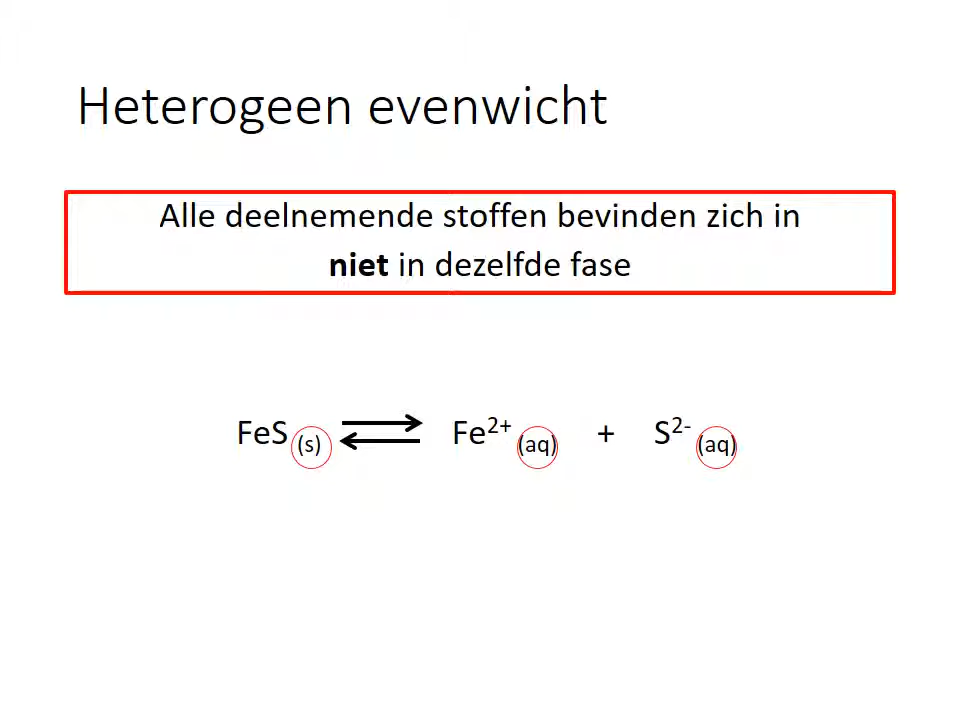 Heterogeen evenwicht
Alle deelnemende stoffen bevinden zich in
niet in dezelfde fase
FeS (s) ⇄ Fe²⁺ (aq) + S²⁻ (aq)